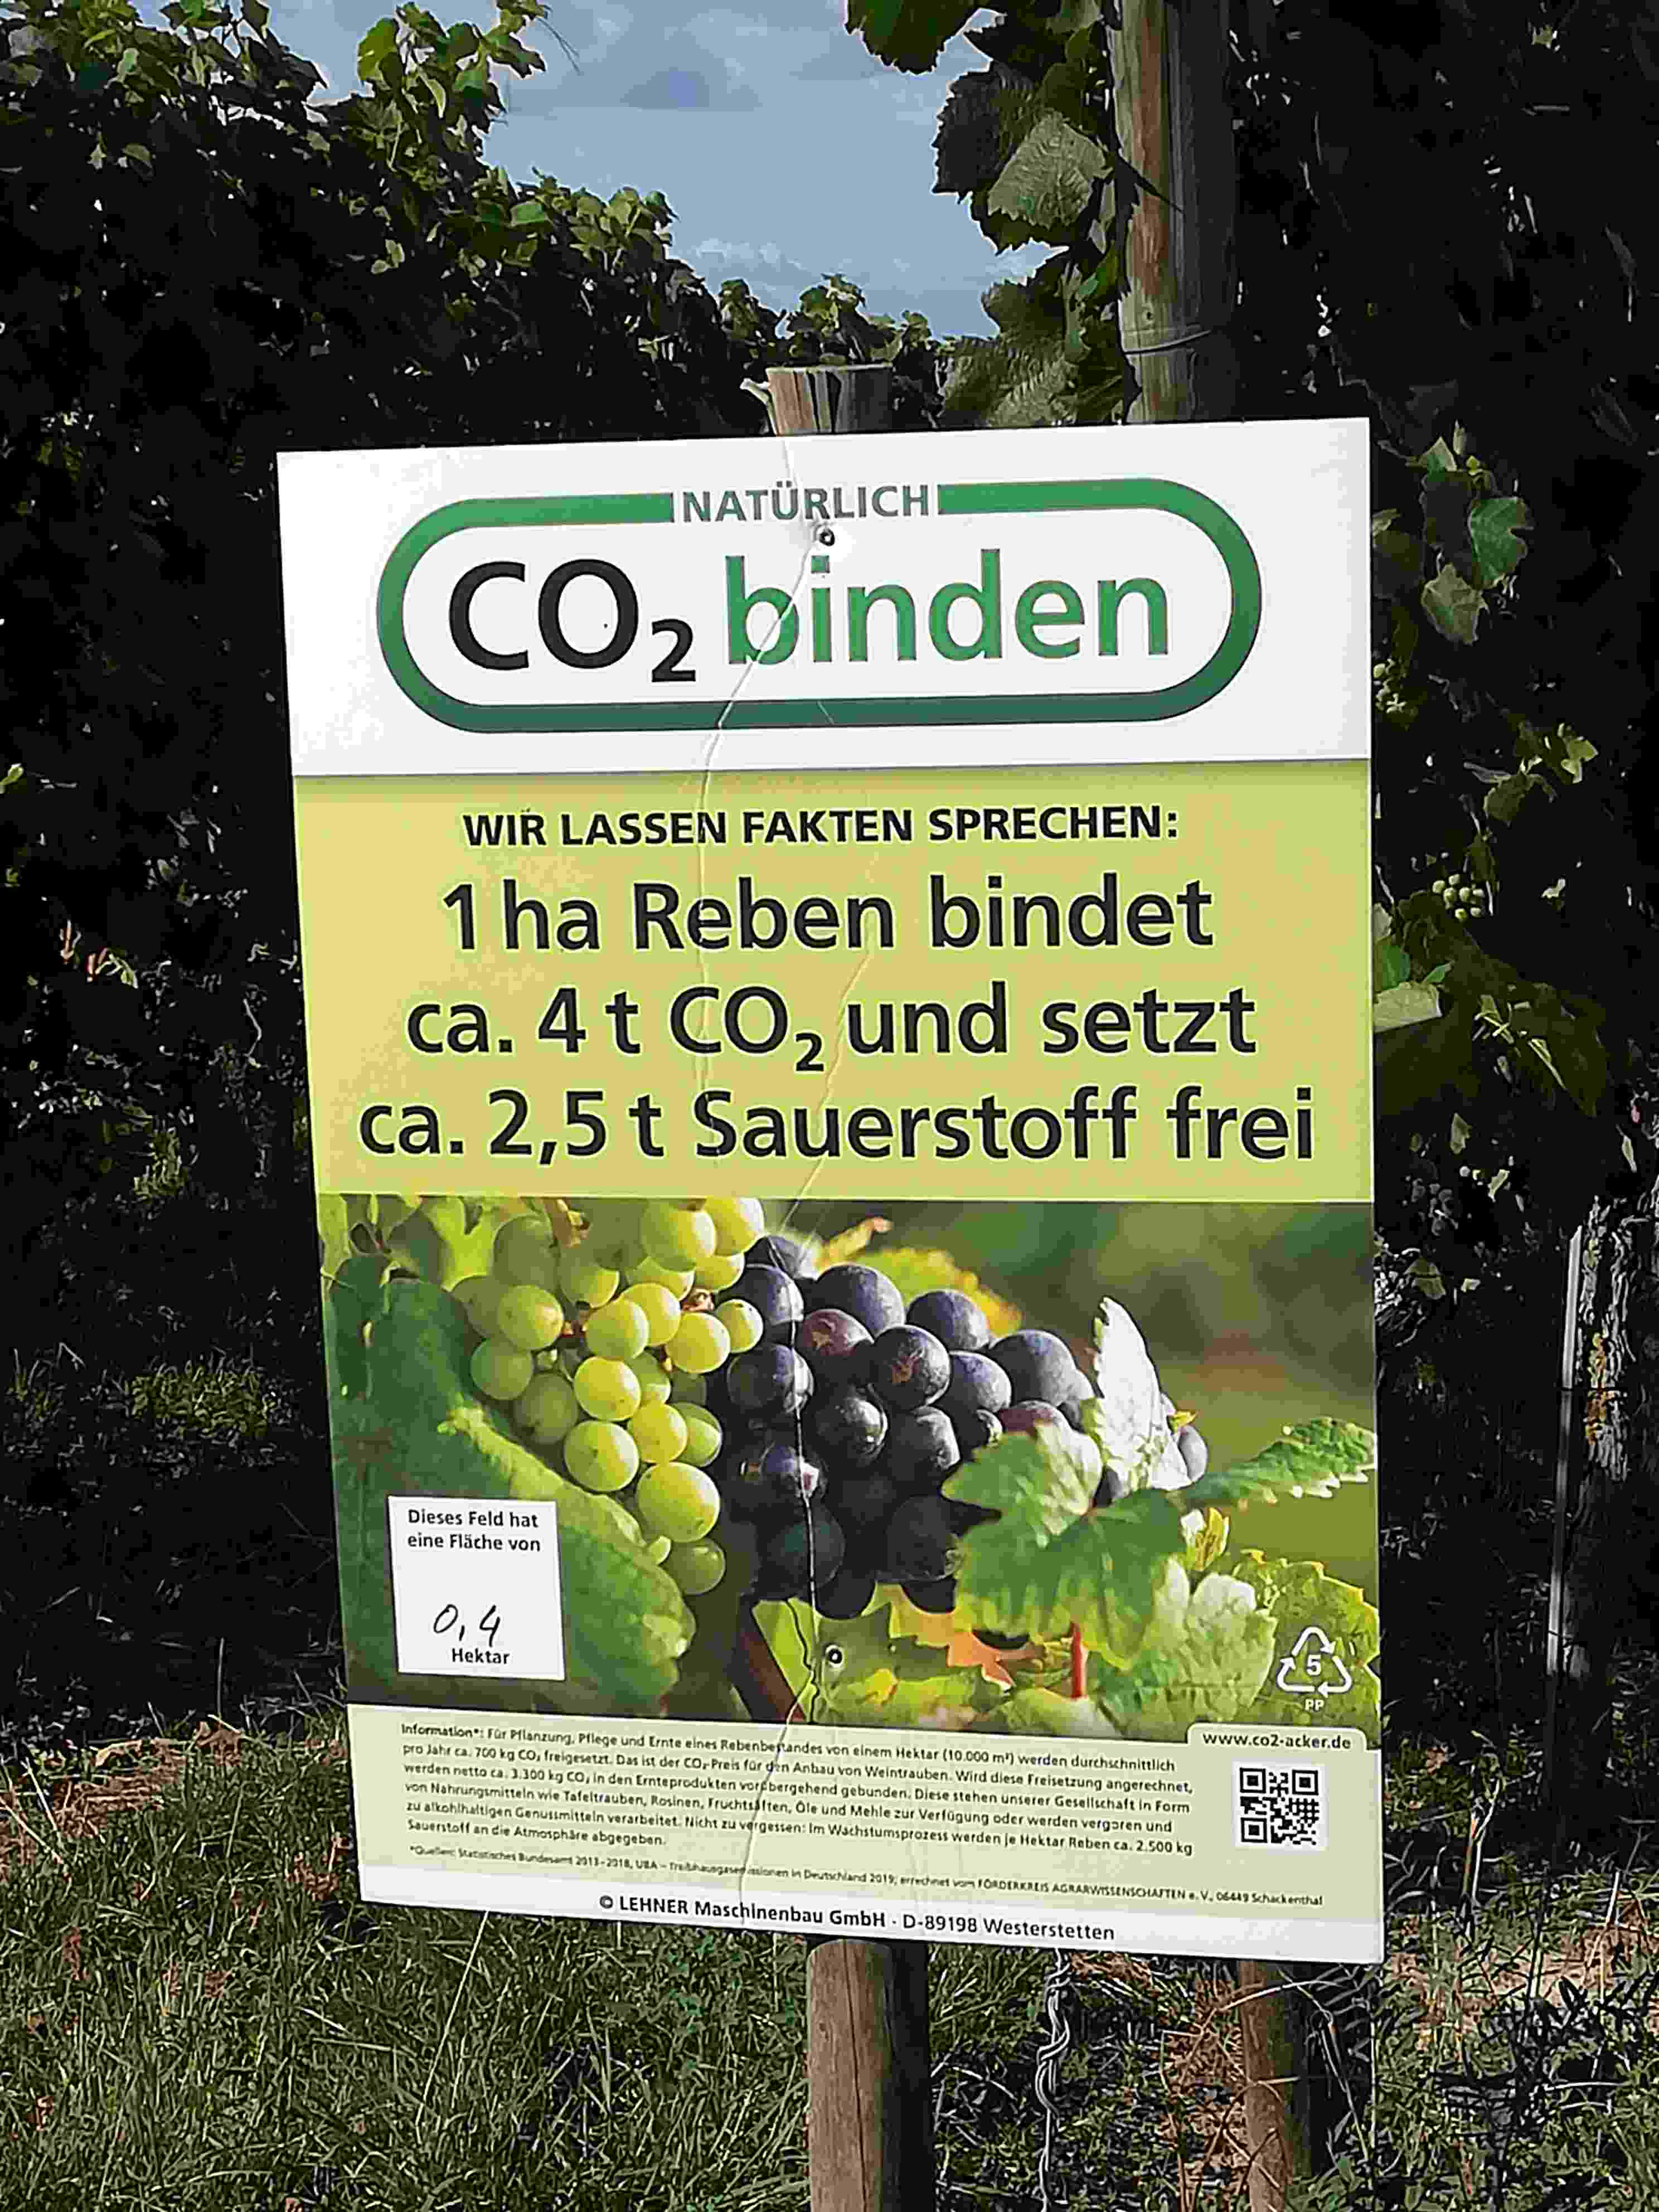 NATÜRLICH
CO₂ binden
WIR LASSEN FAKTEN SPRECHEN:
1 ha Reben bindet
ca. 4 t CO₂ und setzt
ca. 2,5 t Sauerstoff frei
Dieses Feld hat
eine Fläche von
0,4
Hektar
5
PP
www.co2-acker.de
Information*: Für Pflanzung, Pflege und Ernte eines Rebenbestandes von einem Hektar (10.000 m²) werden durchschnittlich
pro Jahr ca. 700 kg CO₂ freigesetzt. Das ist der CO₂-Preis für den Anbau von Weintrauben. Wird diese Freisetzung angerechnet,
werden netto ca. 3.300 kg CO₂ in den Ernteprodukten vorübergehend gebunden. Diese stehen unserer Gesellschaft in Form
von Nahrungsmitteln wie Tafeltrauben, Rosinen, Fruchtsäften, Öle und Mehle zur Verfügung oder werden vergoren und
zu alkohlhaltigen Genussmitteln verarbeitet. Nicht zu vergessen: Im Wachstumsprozess werden je Hektar Reben ca. 2.500 kg
Sauerstoff an die Atmosphäre abgegeben.
*Quellen: Statistisches Bundesamt 2013-2018, UBA – Treibhausgasemissionen in Deutschland 2019; errechnet vom FÖRDERKREIS AGRARWISSENSCHAFTEN e. V., 06449 Schackenthal
© LEHNER Maschinenbau GmbH · D-89198 Westerstetten